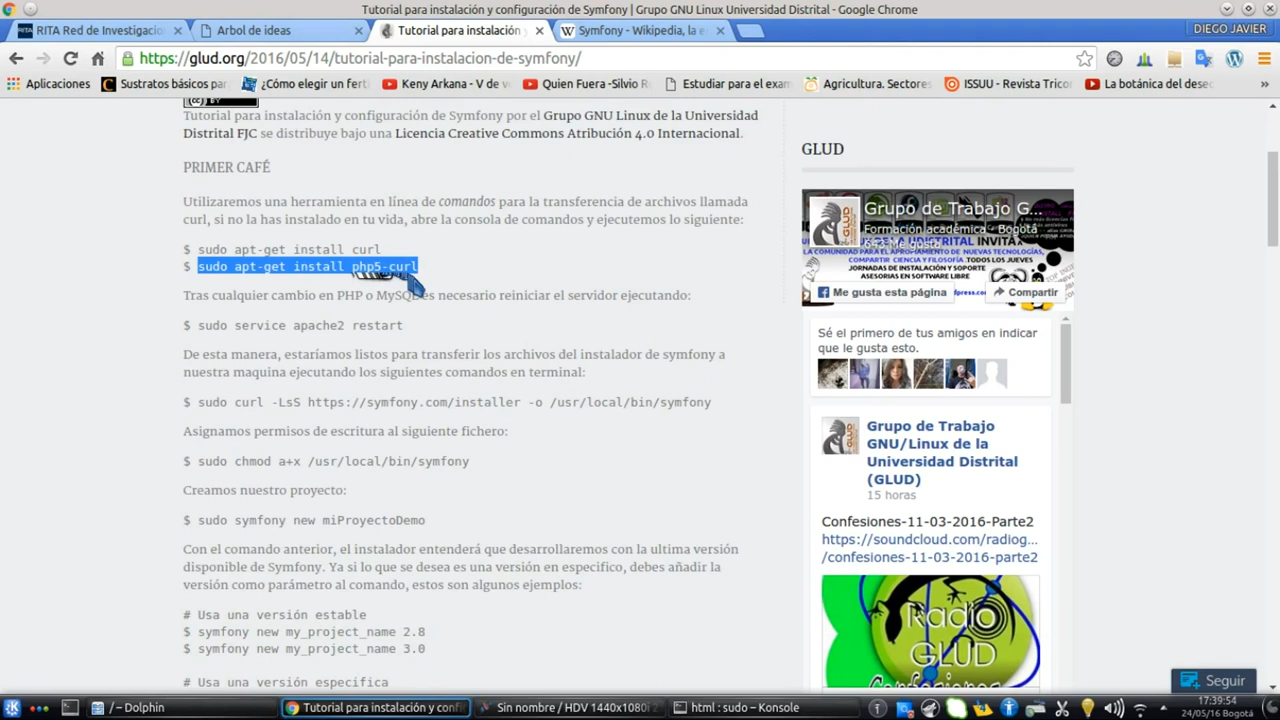 Tutorial para instalación y configuración de Symfony | Grupo GNU Linux Universidad Distrital - Google Chrome
RITA Red de Investigacio
Arbol de ideas
Tutorial para instalación y
Symfony - Wikipedia, la e
DIEGO JAVIER
https://glud.org/2016/05/14/tutorial-para-instalacion-de-symfony/
Aplicaciones
Sustratos básicos par
¿Cómo elegir un fert
Keny Arkana - V de v
Quien Fuera -Silvio R
Estudiar para el exam
Agricultura. Sectores
ISSUU - Revista Tricor
La botánica del desc
»
(cc) BY
Tutorial para instalación y configuración de Symfony por el Grupo GNU Linux de la Universidad
Distrital FJC se distribuye bajo una Licencia Creative Commons Atribución 4.0 Internacional.
PRIMER CAFÉ
Utilizaremos una herramienta en línea de comandos para la transferencia de archivos llamada
curl, si no la has instalado en tu vida, abre la consola de comandos y ejecutemos lo siguiente:
$ sudo apt-get install curl
$ sudo apt-get install php5-curl
Tras cualquier cambio en PHP o MySQL es necesario reiniciar el servidor ejecutando:
$ sudo service apache2 restart
De esta manera, estaríamos listos para transferir los archivos del instalador de symfony a
nuestra maquina ejecutando los siguientes comandos en terminal:
$ sudo curl -LsS https://symfony.com/installer -o /usr/local/bin/symfony
Asignamos permisos de escritura al siguiente fichero:
$ sudo chmod a+x /usr/local/bin/symfony
Creamos nuestro proyecto:
$ sudo symfony new miProyectoDemo
Con el comando anterior, el instalador entenderá que desarrollaremos con la ultima versión
disponible de Symfony. Ya si lo que se desea es una versión en especifico, debes añadir la
versión como parámetro al comando, estos son algunos ejemplos:
# Usa una versión estable
$ symfony new my_project_name 2.8
$ symfony new my_project_name 3.0
# Usa una versión especifica
GLUD
Grupo de Trabajo G...
Formación académica · Bogotá
UDISTRITAL INVITA
A LA COMUNIDAD PARA EL APROPIAMIENTO DE NUEVAS TECNOLOGÍAS,
COMPARTIR CIENCIA Y FILOSOFÍA. TODOS LOS JUEVES
JORNADAS DE INSTALACIÓN Y SOPORTE
ASESORIAS EN SOFTWARE LIBRE
Me gusta esta página
Compartir
Sé el primero de tus amigos en indicar
que le gusta esto.
Grupo de Trabajo
GNU/Linux de la
Universidad Distrital
(GLUD)
15 horas
Confesiones-11-03-2016-Parte2
https://soundcloud.com/radiog...
/confesiones-11-03-2016-parte2
Radio
GLUD
Confesiones
Seguir
/ – Dolphin
Tutorial para instalación y confi
Sin nombre / HDV 1440x1080i 2
html : sudo – Konsole
17:39:54
24/05/16 Bogotá